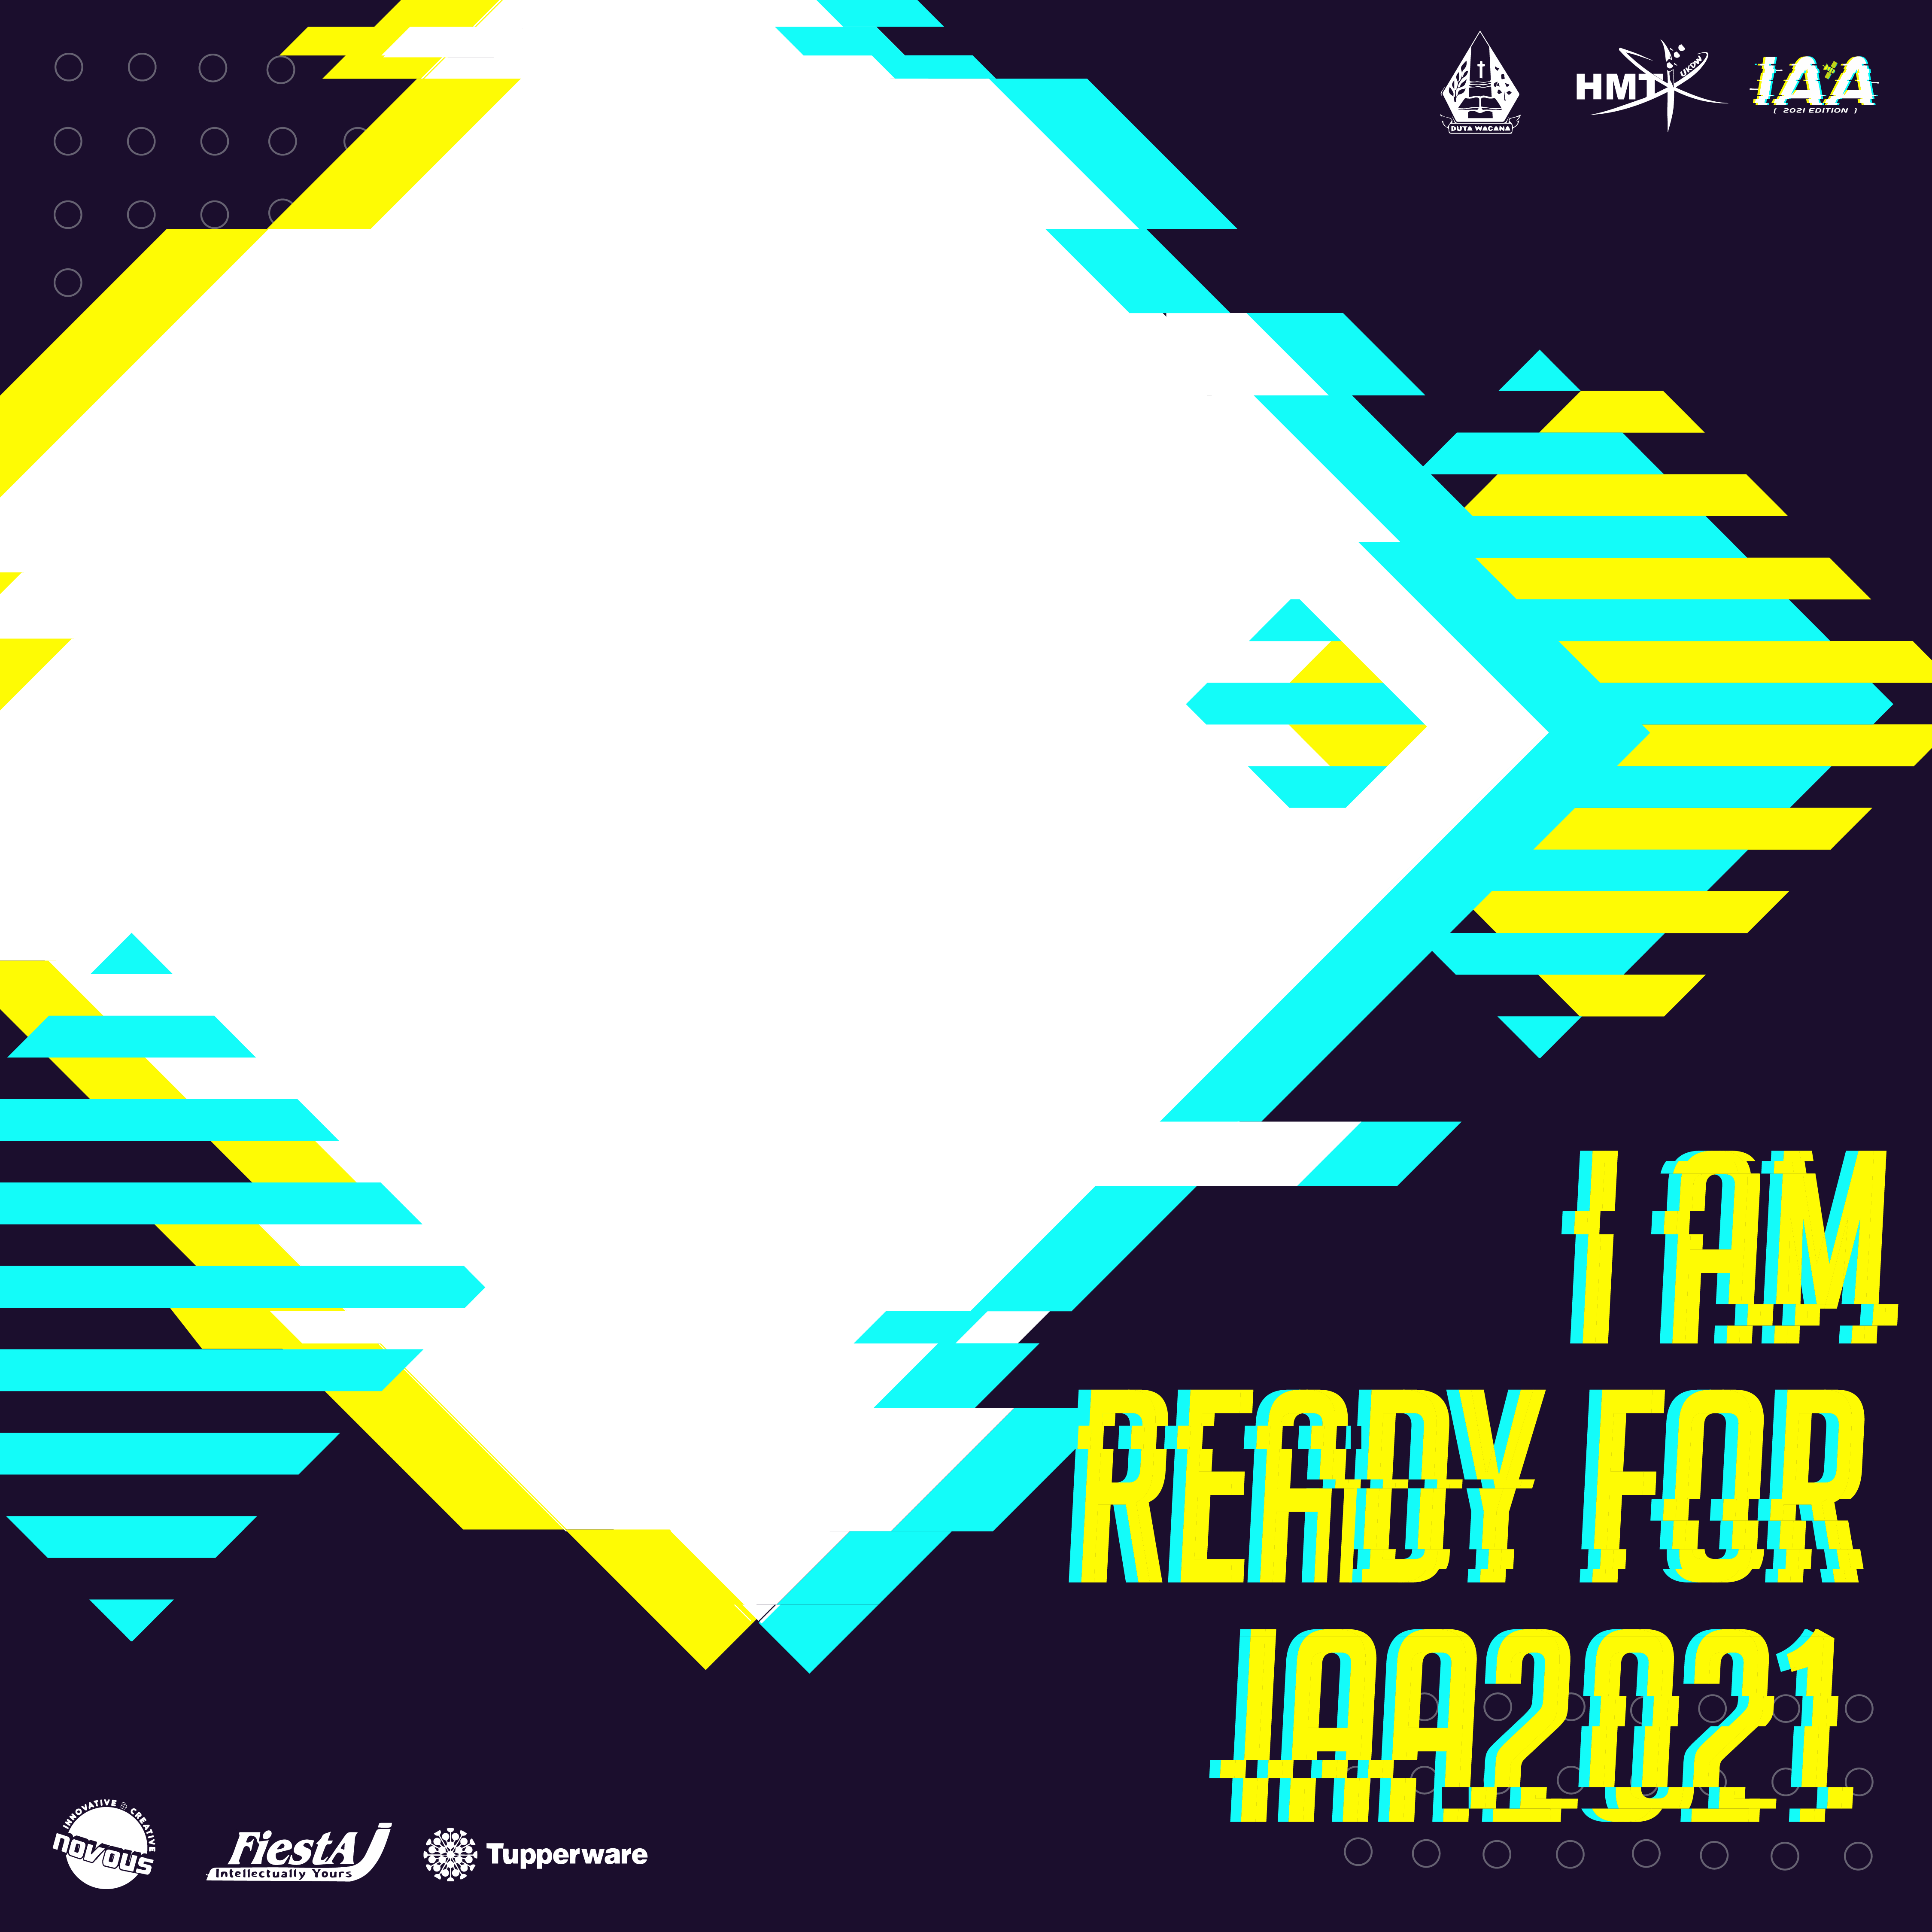 DUTA WACANA
HMT
UKDW
IAA
{ 2021 EDITION }
I AM
READY FOR
IAA2021
INNOVATIVE & CREATIVE
NOVOUS
FiestA
Intellectually Yours
Tupperware